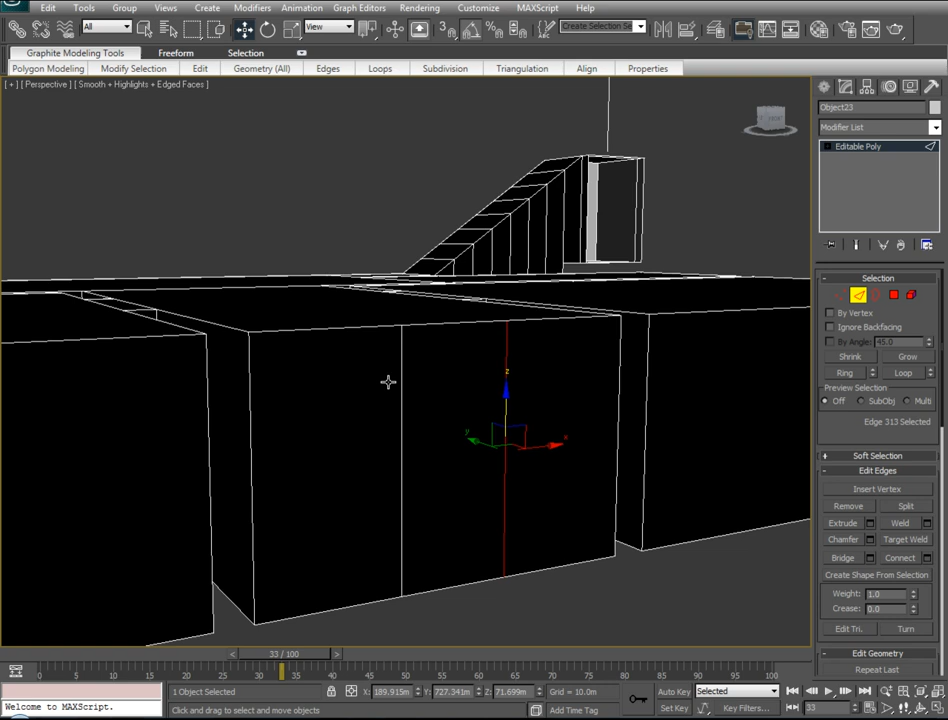 Edit Tools Group Views Create Modifiers Animation Graph Editors Rendering Customize MAXScript Help
All View 3 Create Selection Se
Graphite Modeling Tools Freeform Selection
Polygon Modeling Modify Selection Edit Geometry (All) Edges Loops Subdivision Triangulation Align Properties
[ + ] [ Perspective ] [ Smooth + Highlights + Edged Faces ]
Object23
Modifier List
Editable Poly
Selection
By Vertex
Ignore Backfacing
By Angle: 45.0
Shrink Grow
Ring Loop
Preview Selection
Off SubObj Multi
Edge 313 Selected
Soft Selection
Edit Edges
Insert Vertex
Remove Split
Extrude Weld
Chamfer Target Weld
Bridge Connect
Create Shape From Selection
Weight: 1.0
Crease: 0.0
Edit Tri. Turn
Edit Geometry
Repeat Last
z
y x
< 33 / 100 >
0 5 10 15 20 25 30 35 40 45 50 55 60 65 70 75 80 85 90 95 100
1 Object Selected X: 189.915m Y: 727.341m Z: 71.699m Grid = 10.0m Auto Key Selected
Welcome to MAXScript. Click and drag to select and move objects Add Time Tag Set Key Key Filters... 33